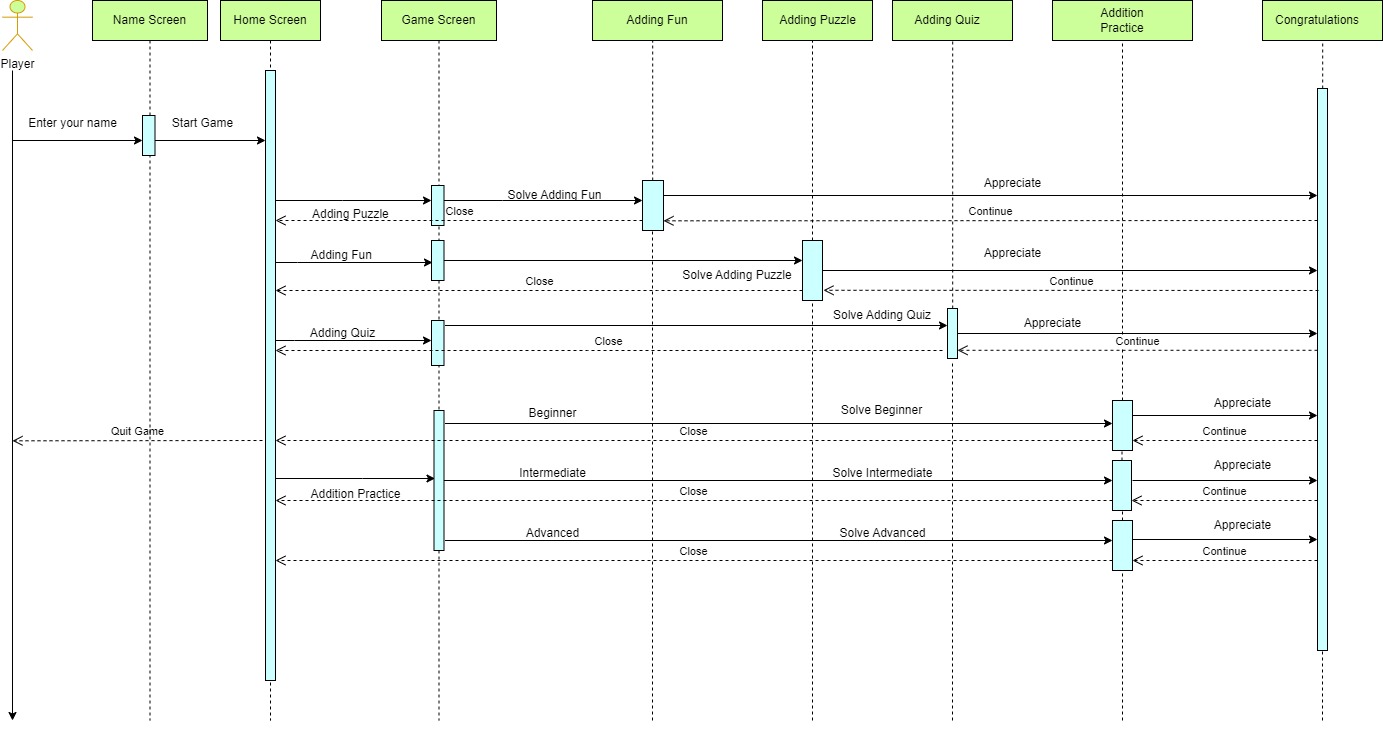 Name Screen
Home Screen
Game Screen
Adding Fun
Adding Puzzle
Adding Quiz
Addition
Practice
Congratulations
Player
Enter your name
Start Game
Solve Adding Fun
Appreciate
Adding Puzzle
Close
Continue
Adding Fun
Solve Adding Puzzle
Appreciate
Close
Continue
Adding Quiz
Solve Adding Quiz
Appreciate
Close
Continue
Beginner
Solve Beginner
Appreciate
Quit Game
Close
Continue
Intermediate
Solve Intermediate
Appreciate
Addition Practice
Close
Continue
Advanced
Solve Advanced
Appreciate
Close
Continue